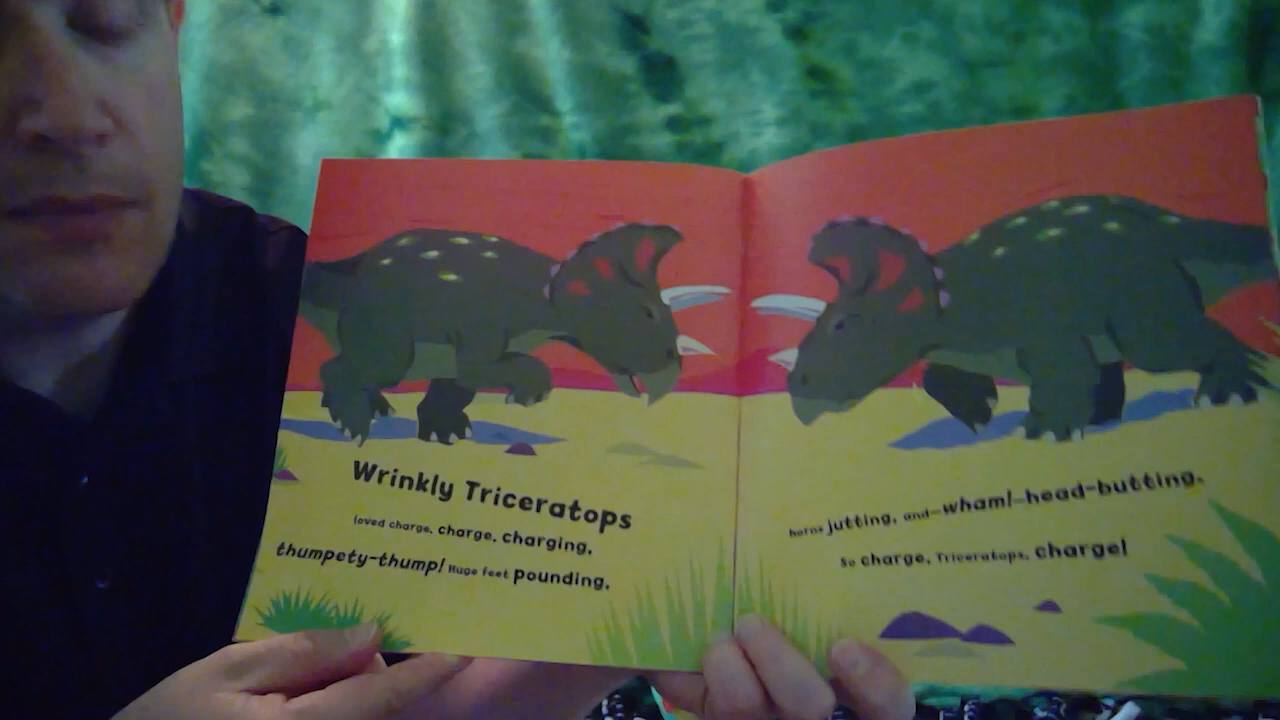 Wrinkly Triceratops
loved charge, charge, charging,
thumpety-thump! Huge feet pounding,
horns jutting, and—wham!—head-butting.
So charge, Triceratops, charge!